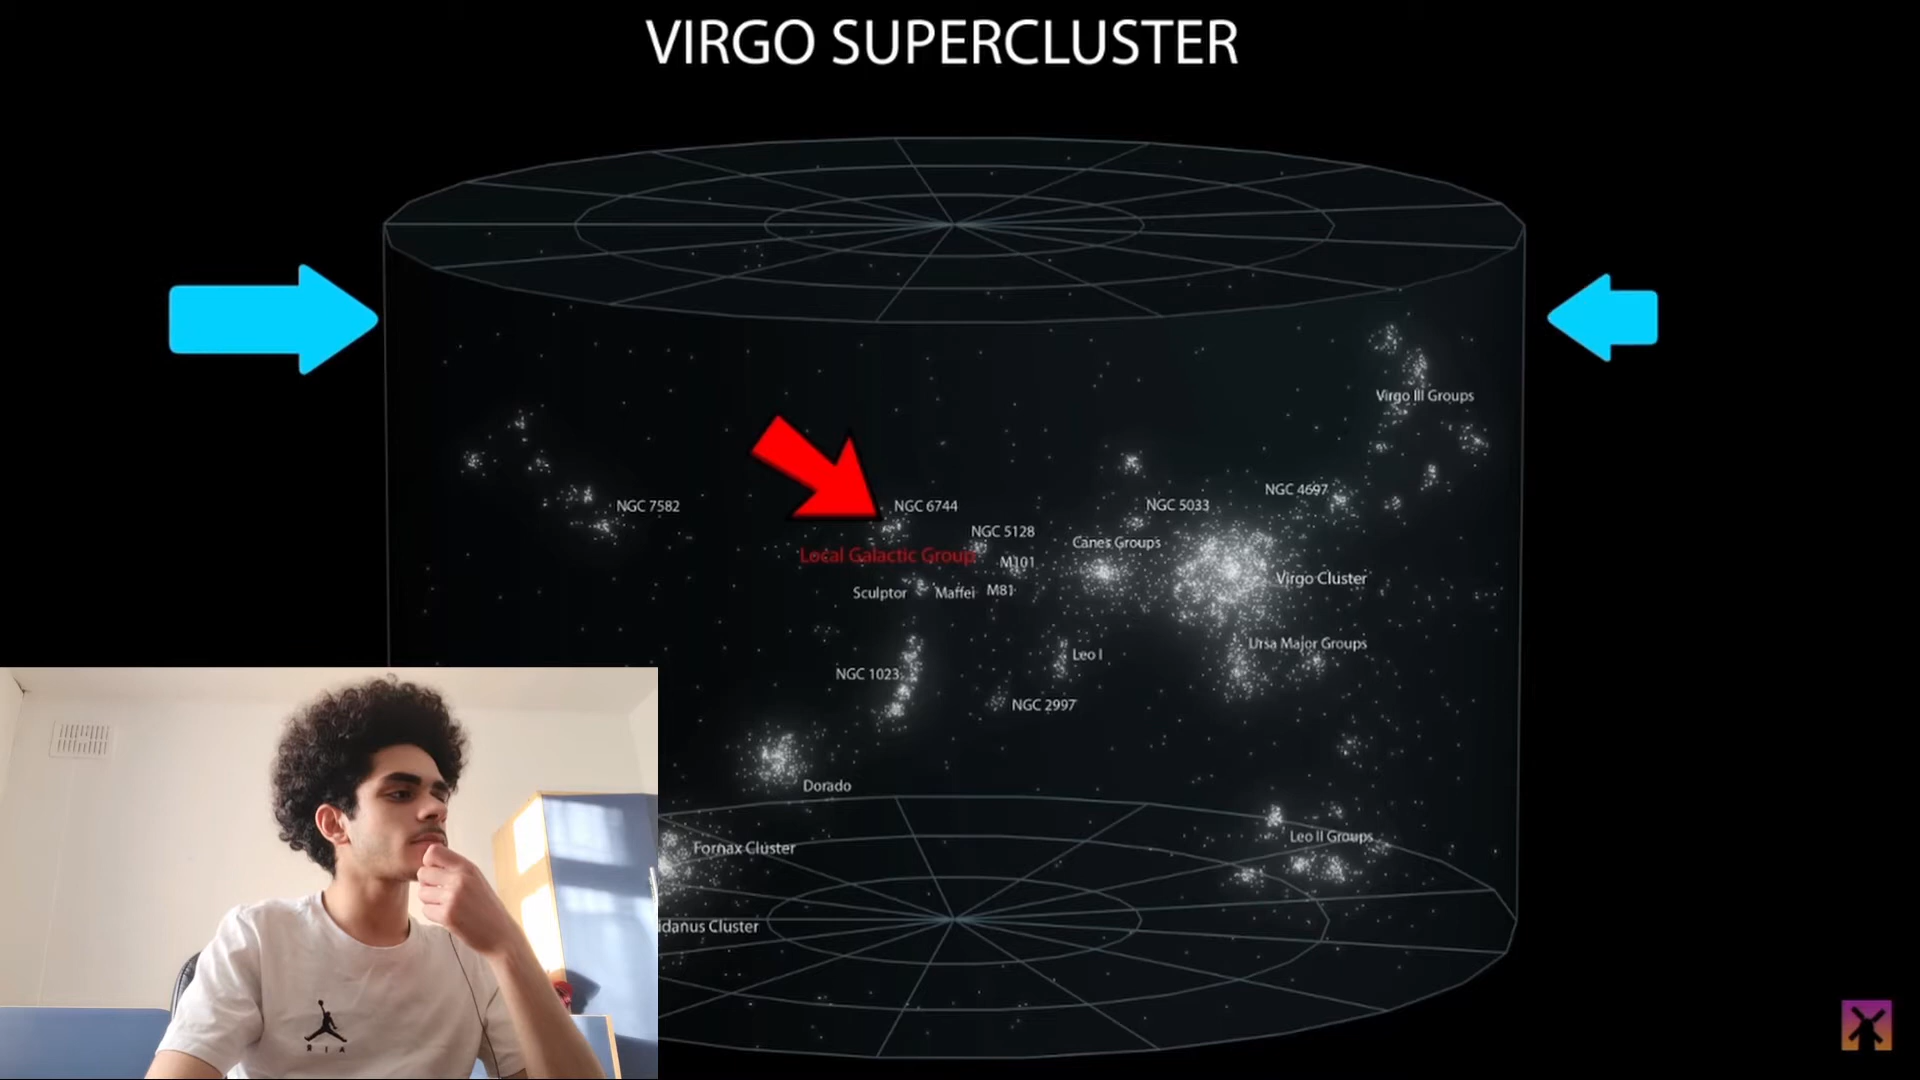 VIRGO SUPERCLUSTER
Virgo III Groups
NGC 7582
NGC 6744
NGC 4697
NGC 5033
NGC 5128
Canes Groups
Local Galactic Group
M101
Virgo Cluster
Sculptor
Maffei
M81
Ursa Major Groups
Leo I
NGC 1023
NGC 2997
Dorado
Leo II Groups
Fornax Cluster
idanus Cluster